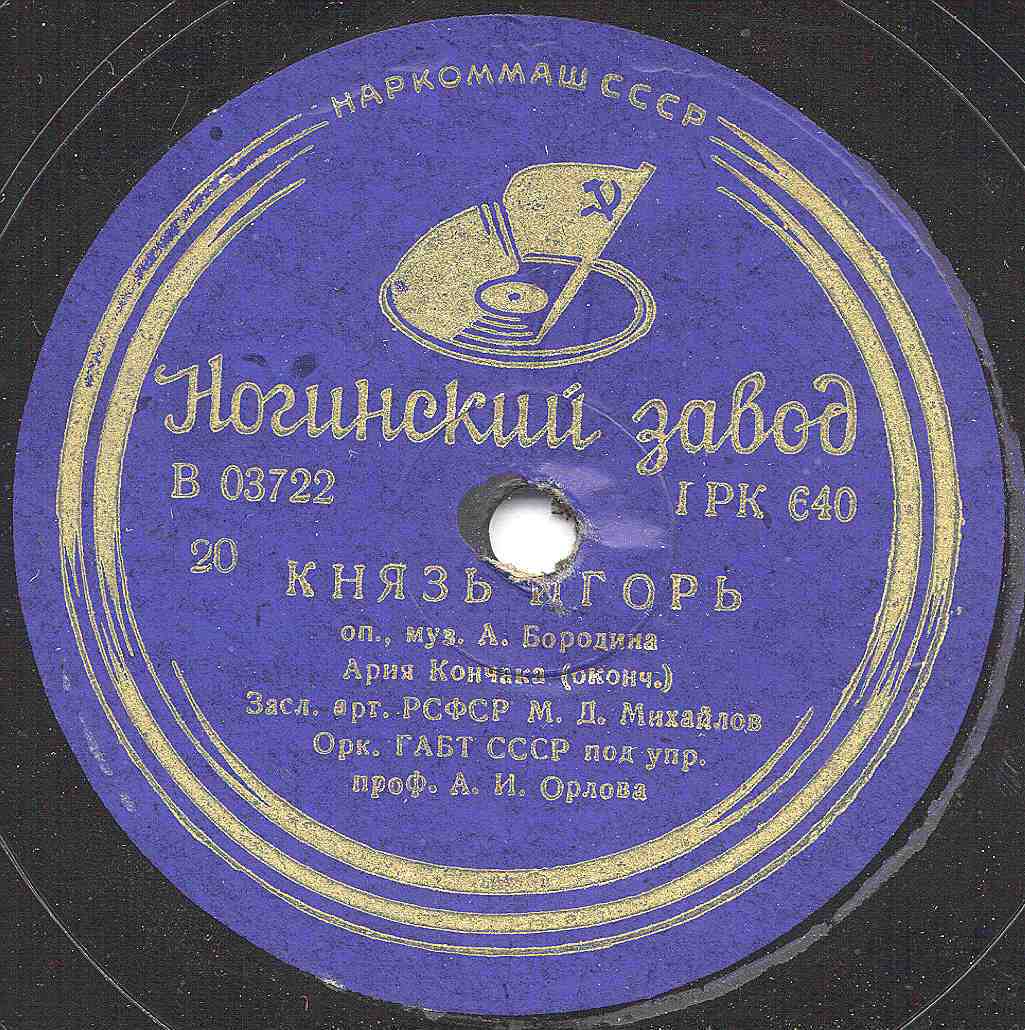 НАРКОММАШ СССР
Ногинский завод
В 03722
I РК 640
20
КНЯЗЬ ИГОРЬ
оп., муз. А. Бородина
Ария Кончака (оконч.)
Засл. арт. РСФСР М. Д. Михайлов
Орк. ГАБТ СССР под упр.
проф. А. И. Орлова